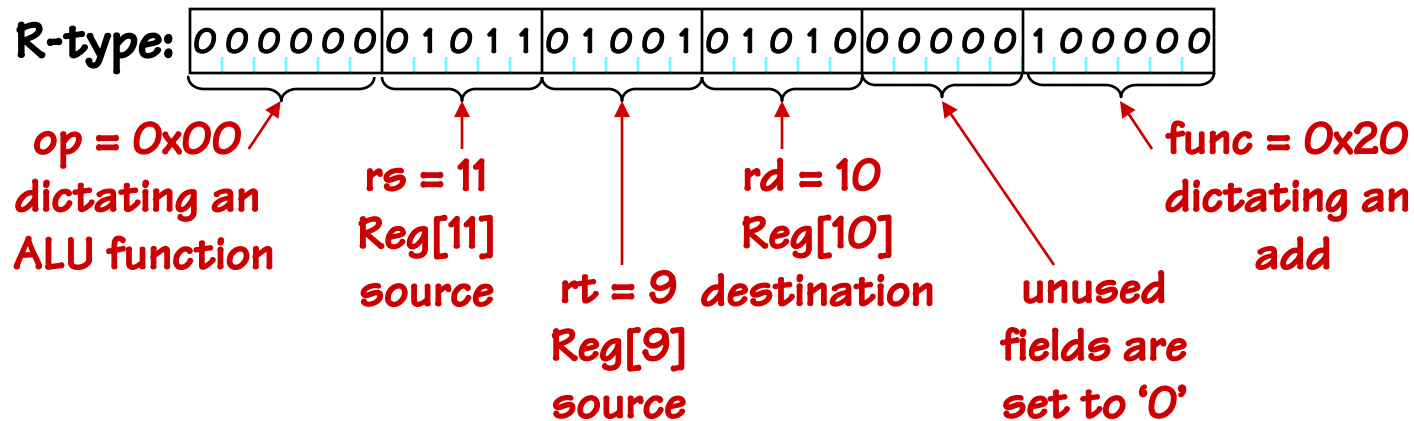 R-type: 000000 01011 01001 01010 00000 100000
op = 0x00
dictating an
ALU function
rs = 11
Reg[11]
source
rt = 9
Reg[9]
source
rd = 10
Reg[10]
destination
unused
fields are
set to ‘0’
func = 0x20
dictating an
add